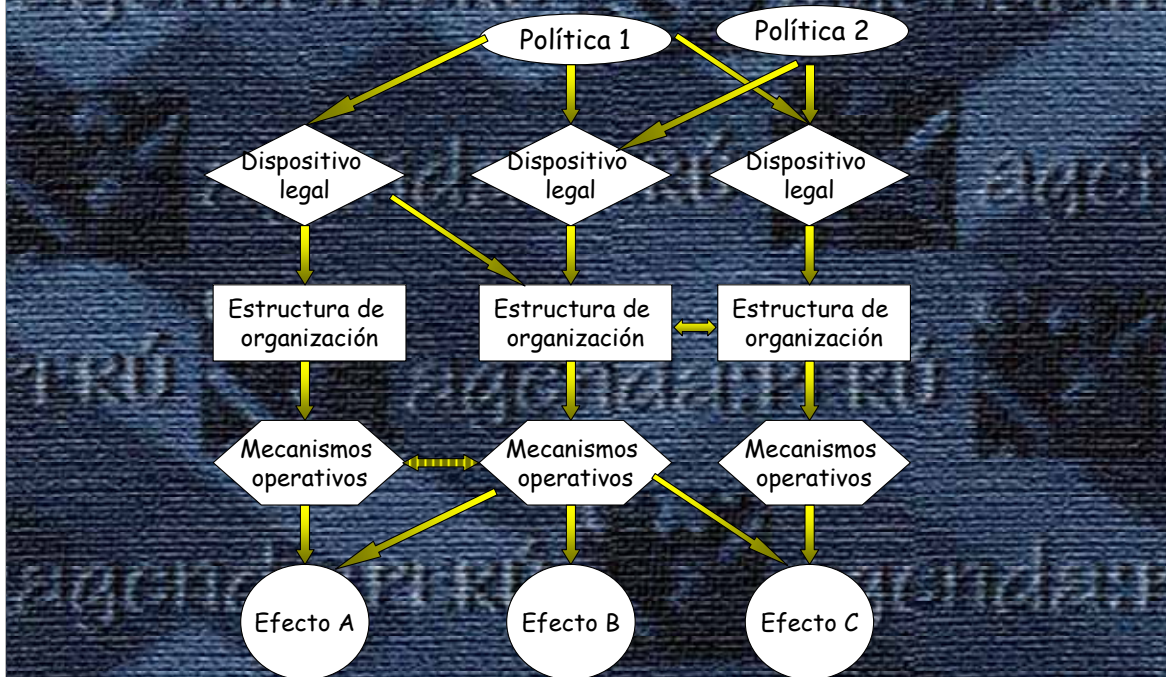 Política 1
Política 2
Dispositivo
legal
Dispositivo
legal
Dispositivo
legal
Estructura de
organización
Estructura de
organización
Estructura de
organización
Mecanismos
operativos
Mecanismos
operativos
Mecanismos
operativos
Efecto A
Efecto B
Efecto C